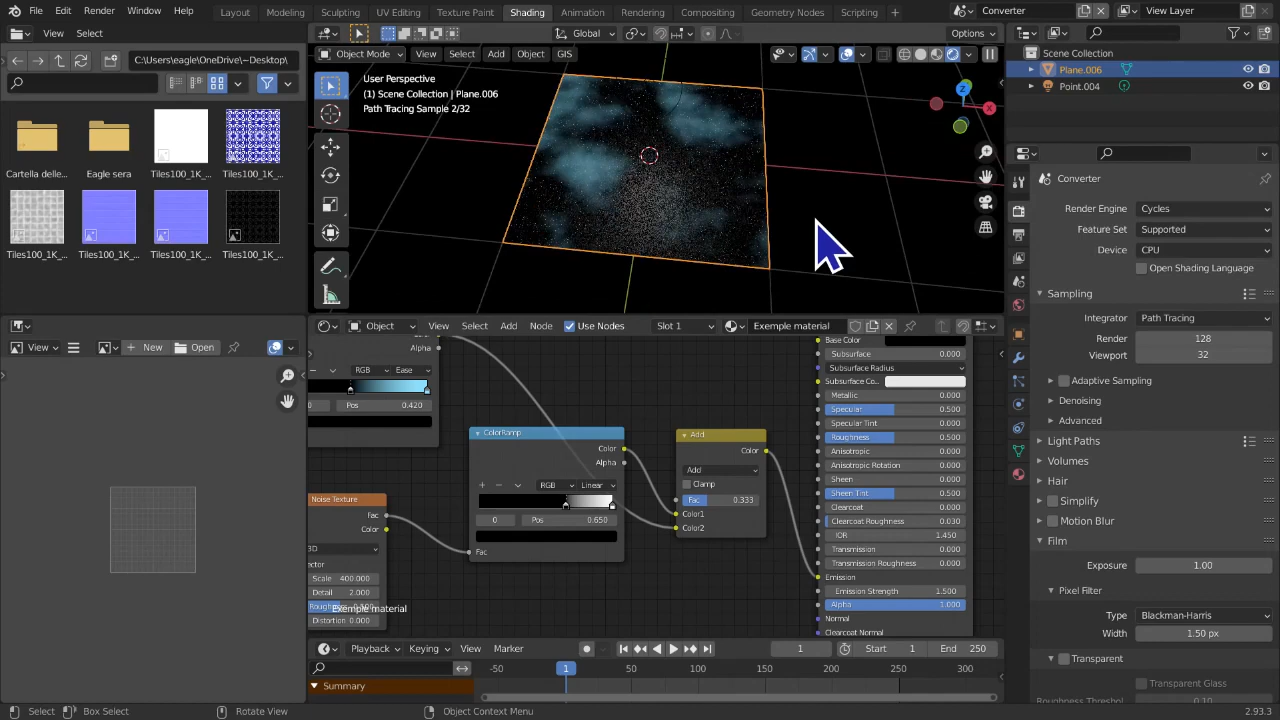 File Edit Render Window Help
Layout Modeling Sculpting UV Editing Texture Paint Shading Animation Rendering Compositing Geometry Nodes Scripting +
Converter
View Layer
View Select
C:\Users\eagle\OneDrive\~Desktop\
Cartella delle... Eagle sera Tiles100_1K_... Tiles100_1K_...
Tiles100_1K_... Tiles100_1K_... Tiles100_1K_... Tiles100_1K_...
View New Open
Global
Options
Object Mode View Select Add Object GIS
User Perspective
(1) Scene Collection | Plane.006
Path Tracing Sample 2/32
X
Z
Object View Select Add Node Use Nodes Slot 1 Exemple material
Alpha
RGB Ease
0 Pos 0.420
Noise Texture
Fac
Color
3D
Scale 400.000
Detail 2.000
Distortion 0.000
Exemple material
ColorRamp
Color
Alpha
RGB Linear
0 Pos 0.650
Fac
Add
Color
Add
Clamp
Fac 0.333
Color1
Color2
Base Color
Subsurface 0.000
Subsurface Radius
Subsurface Co...
Metallic 0.000
Specular 0.500
Specular Tint 0.000
Roughness 0.500
Anisotropic 0.000
Anisotropic Rotation 0.000
Sheen 0.000
Sheen Tint 0.500
Clearcoat 0.000
Clearcoat Roughness 0.030
IOR 1.450
Transmission 0.000
Transmission Roughness 0.000
Emission
Emission Strength 1.500
Alpha 1.000
Normal
Clearcoat Normal
Playback Keying View Marker
1 Start 1 End 250
-50 1 50 100 150 200 250 300
Summary
Scene Collection
Plane.006
Point.004
Converter
Render Engine Cycles
Feature Set Supported
Device CPU
Open Shading Language
Sampling
Integrator Path Tracing
Render 128
Viewport 32
Adaptive Sampling
Denoising
Advanced
Light Paths
Volumes
Hair
Simplify
Motion Blur
Film
Exposure 1.00
Pixel Filter
Type Blackman-Harris
Width 1.50 px
Transparent
Transparent Glass
Roughness Threshol. 0.10
Select Box Select Rotate View Object Context Menu 2.93.3